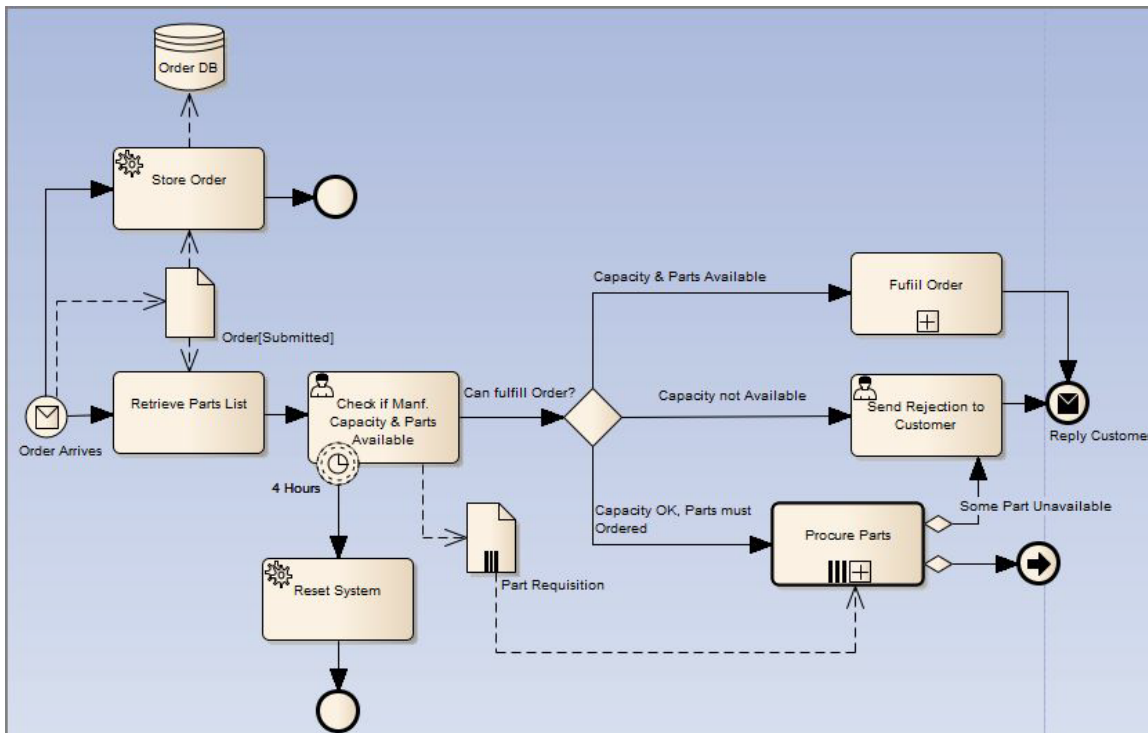 Order DB
Store Order
Order[Submitted]
Order Arrives
Retrieve Parts List
Check if Manf.
Capacity & Parts
Available
4 Hours
Reset System
Part Requisition
Can fulfill Order?
Capacity & Parts Available
Fufiil Order
Capacity not Available
Send Rejection to
Customer
Reply Customer
Capacity OK, Parts must
Ordered
Procure Parts
Some Part Unavailable